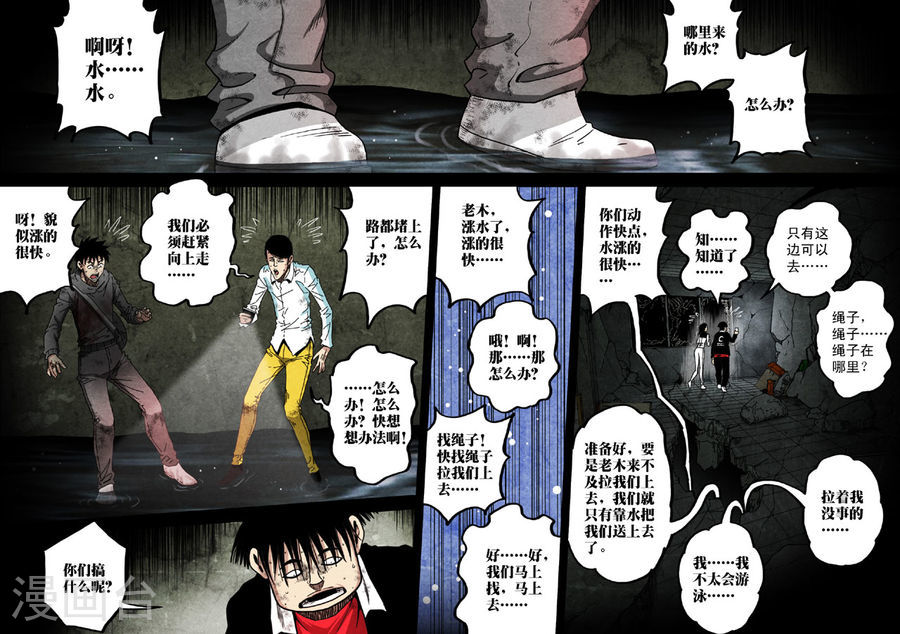 啊呀！
水……
水。
哪里来
的水？
怎么办？
呀！貌
似涨的
很快。
我们必
须赶紧
向上走
……
路都堵上
了，怎么
办？
……怎么
办！怎么
办？快想
想办法啊！
你们搞
什么呢？
老木，
涨水了，
涨的很
快……
哦！啊！
那……那
怎么办？
找绳子！
快找绳子
拉我们上
去……
好……好，
我们马上
找，马上
……
你们动
作快点，
水涨的
很快……
……
知……
知道了
……
只有这
边可以
去……
绳子，
绳子……
绳子在
哪里？
准备好，要
是老木来不
及拉我们上
去，我们就
只有靠水把
我们送上去
了。
我……我
不太会游
泳……
拉着我
没事的
……
漫画台